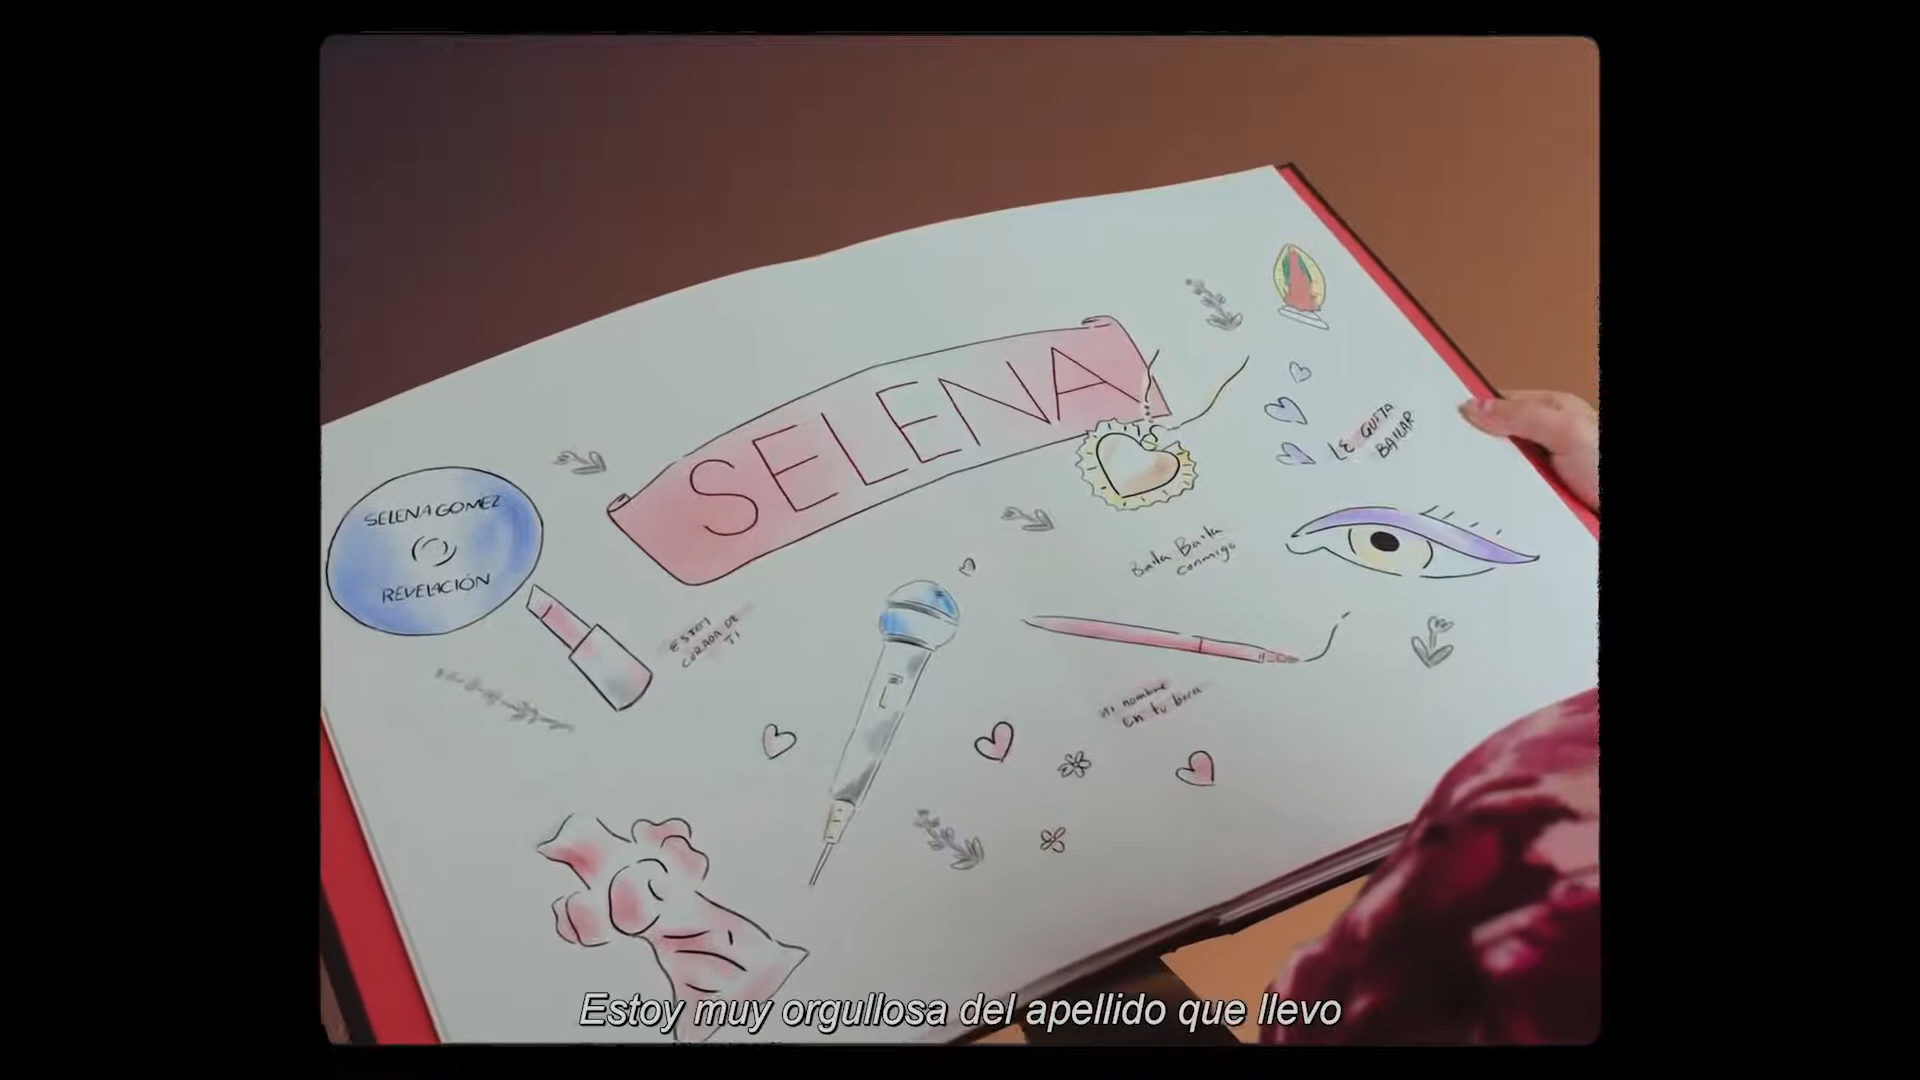 SELENA
SELENA GOMEZ
REVELACIÓN
LE GUSTA
BAILAR
Baila Baila
conmigo
ESTOY
CURADA DE
TI
mi nombre
en tu boca
Estoy muy orgullosa del apellido que llevo